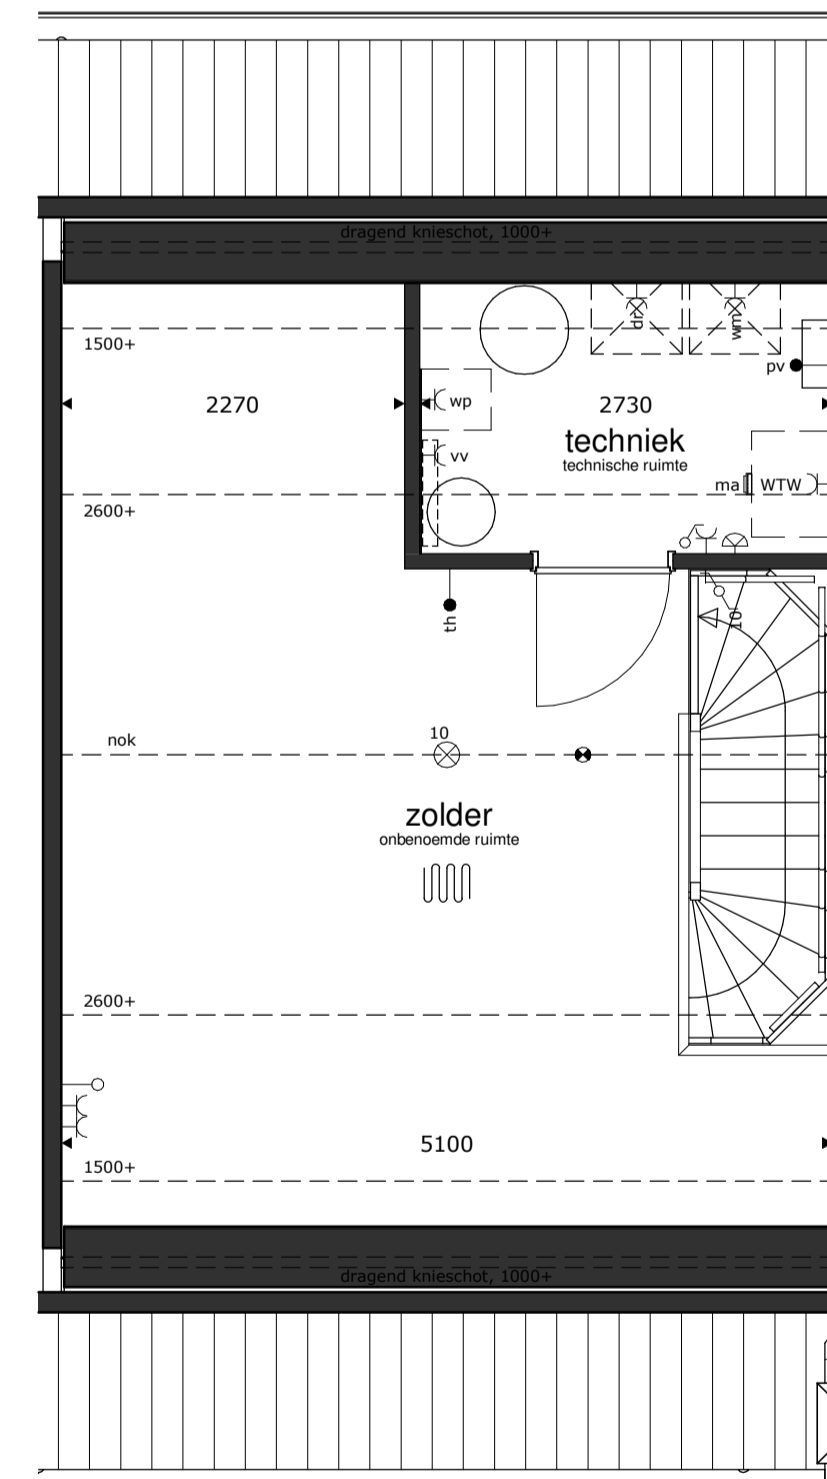 dragend knieschot, 1000+
dr
wm
1500+
pv
2270
wp
2730
techniek
technische ruimte
vv
ma
WTW
2600+
th
10
nok
10
zolder
onbenoemde ruimte
2600+
5100
1500+
dragend knieschot, 1000+